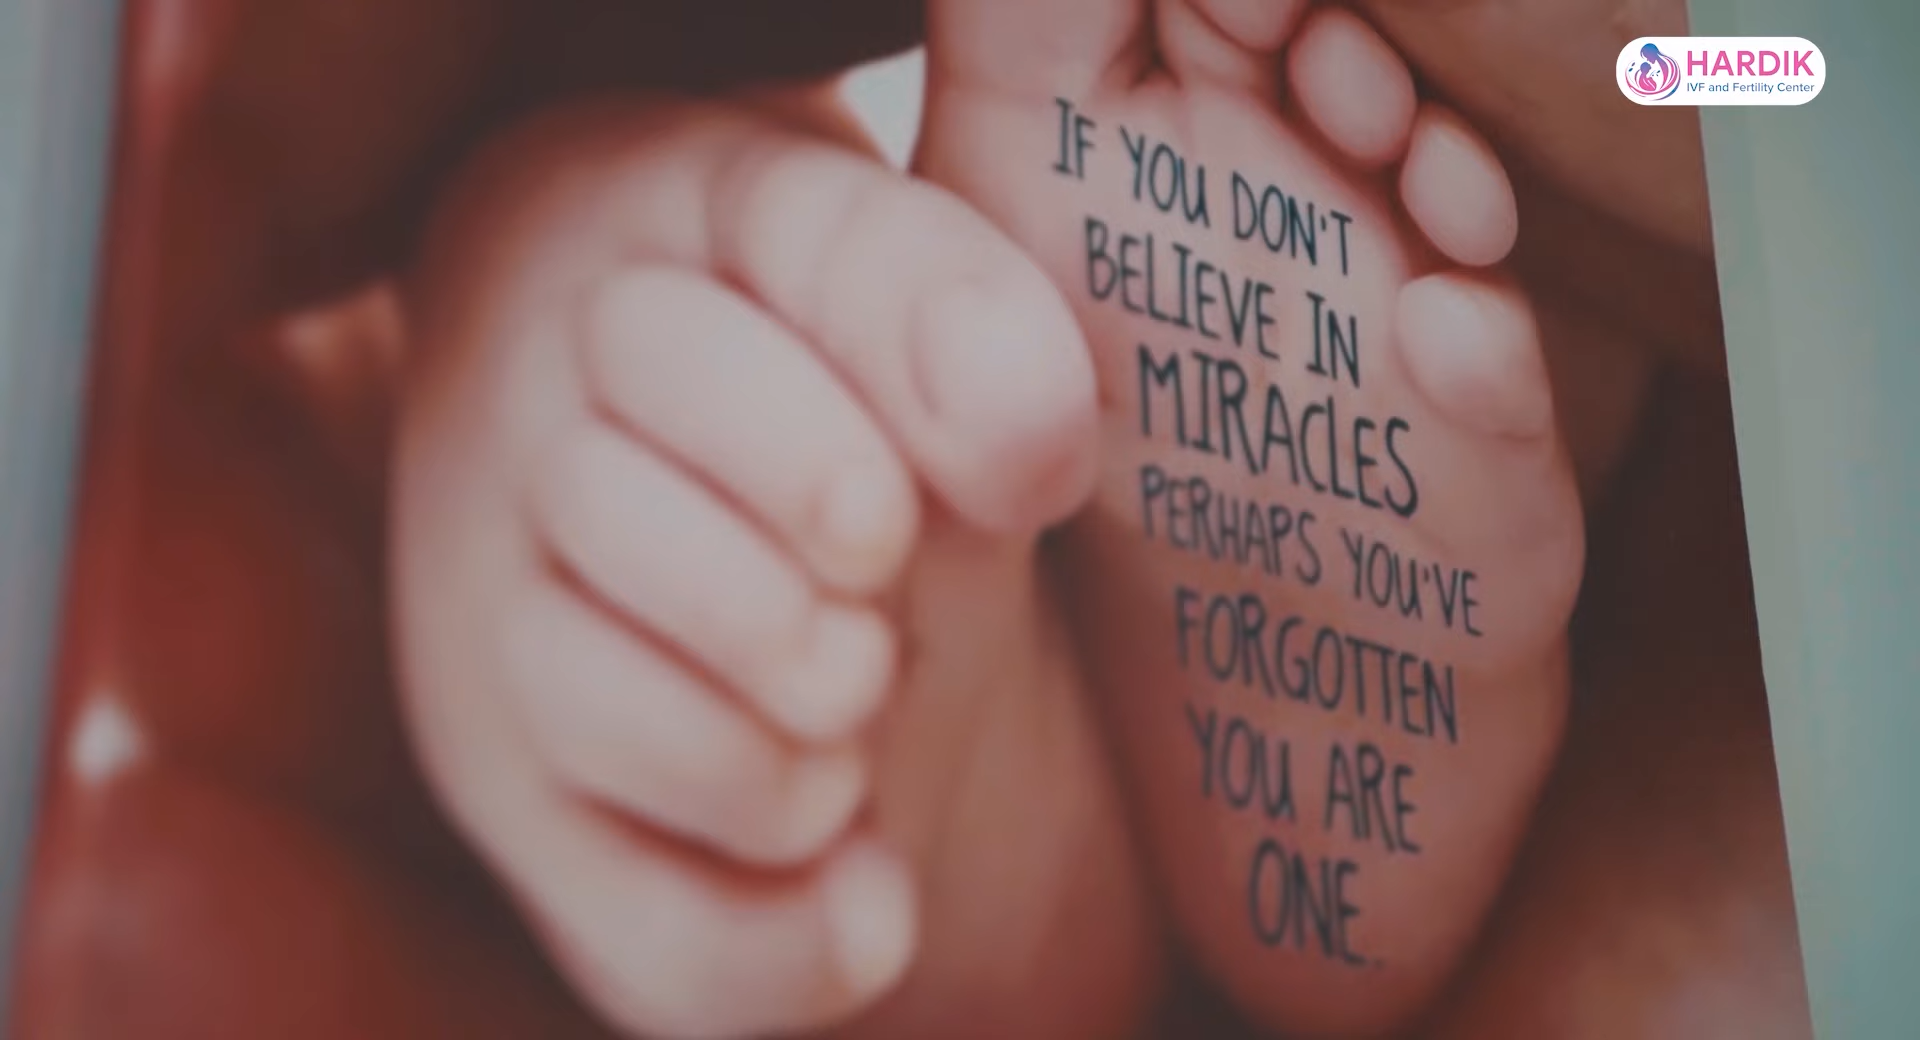 HARDIK
IVF and Fertility Center
IF YOU DON'T
BELIEVE IN
MIRACLES
PERHAPS YOU'VE
FORGOTTEN
YOU ARE
ONE.